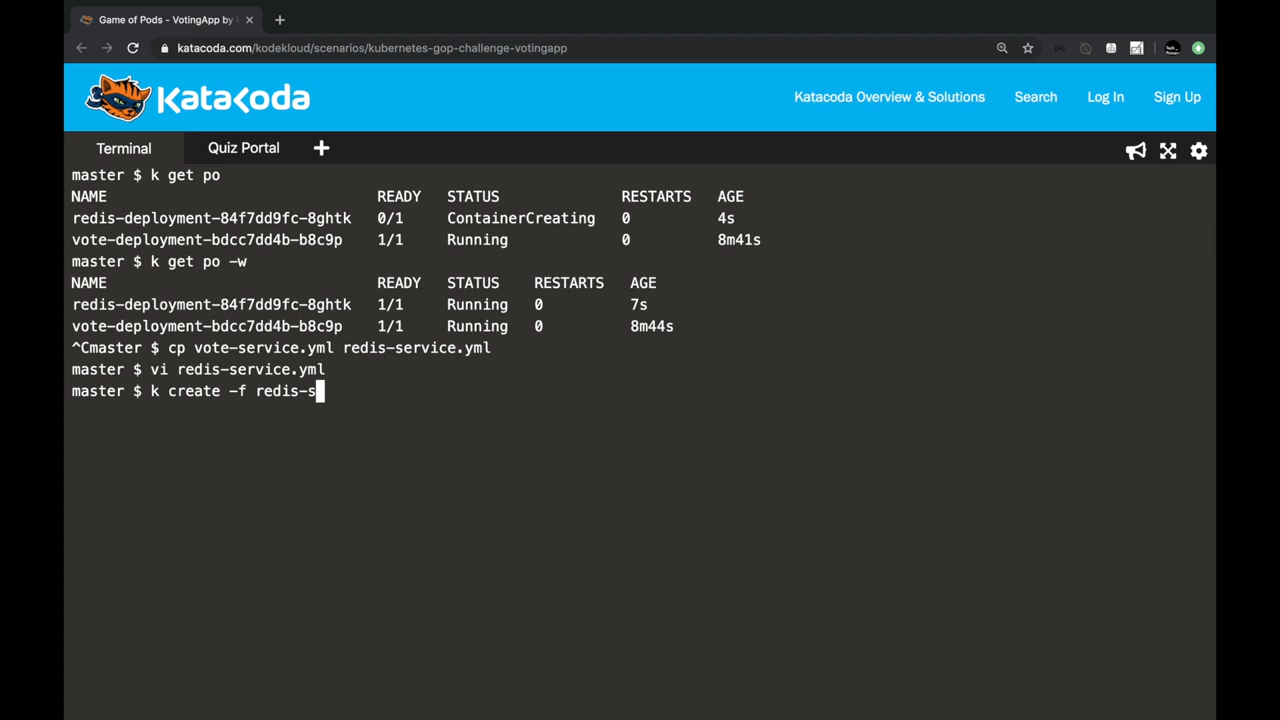 Game of Pods - VotingApp by
katacoda.com/kodekloud/scenarios/kubernetes-gop-challenge-votingapp
katacoda
Katacoda Overview & Solutions Search Log In Sign Up
Terminal Quiz Portal
master $ k get po
NAME READY STATUS RESTARTS AGE
redis-deployment-84f7dd9fc-8ghtk 0/1 ContainerCreating 0 4s
vote-deployment-bdcc7dd4b-b8c9p 1/1 Running 0 8m41s
master $ k get po -w
NAME READY STATUS RESTARTS AGE
redis-deployment-84f7dd9fc-8ghtk 1/1 Running 0 7s
vote-deployment-bdcc7dd4b-b8c9p 1/1 Running 0 8m44s
^Cmaster $ cp vote-service.yml redis-service.yml
master $ vi redis-service.yml
master $ k create -f redis-s